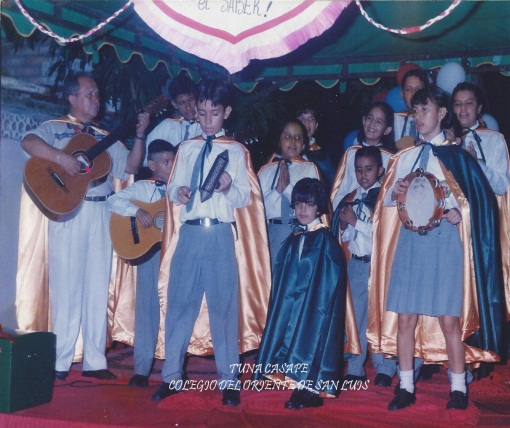 el SABER!
TUNA CASAPE
COLEGIO DEL ORIENTE DE SAN LUIS